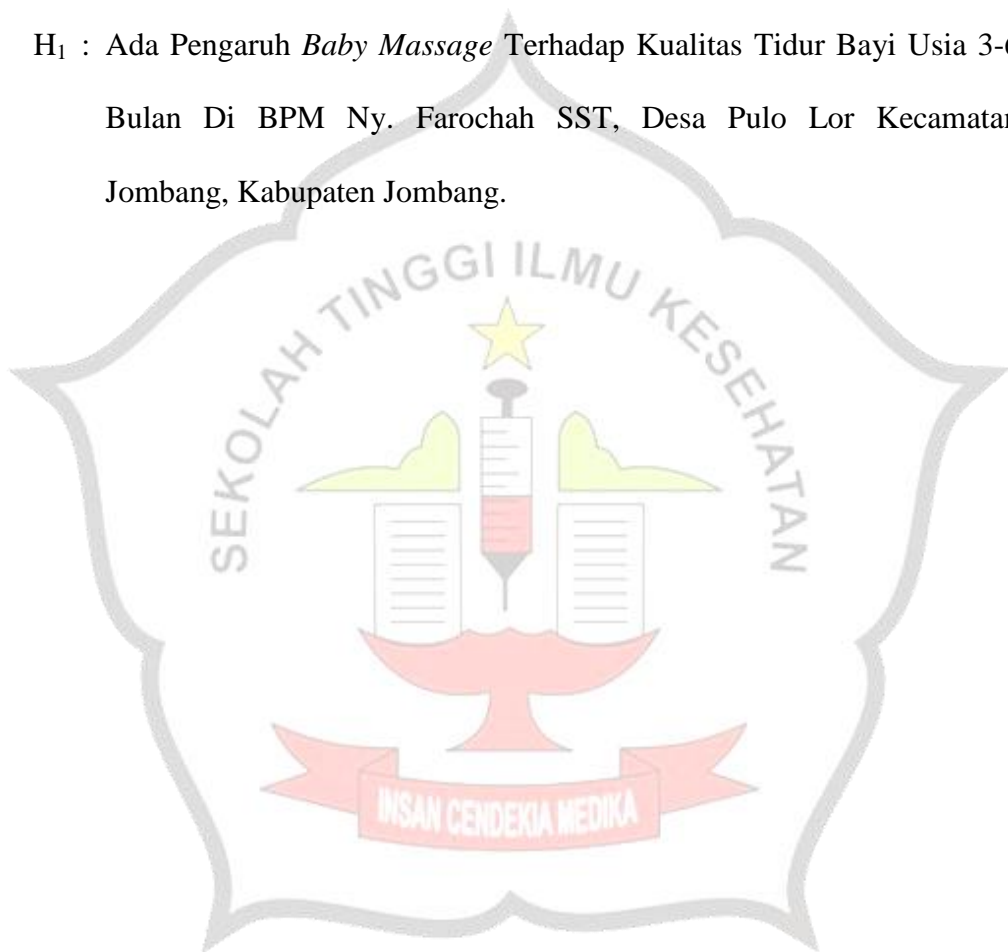 H₁ : Ada Pengaruh Baby Massage Terhadap Kualitas Tidur Bayi Usia 3-
Bulan Di BPM Ny. Farochah SST, Desa Pulo Lor Kecamatan
Jombang, Kabupaten Jombang.
SEKOLAH TINGGI ILMU KESEHATAN
INSAN CENDEKIA MEDIKA